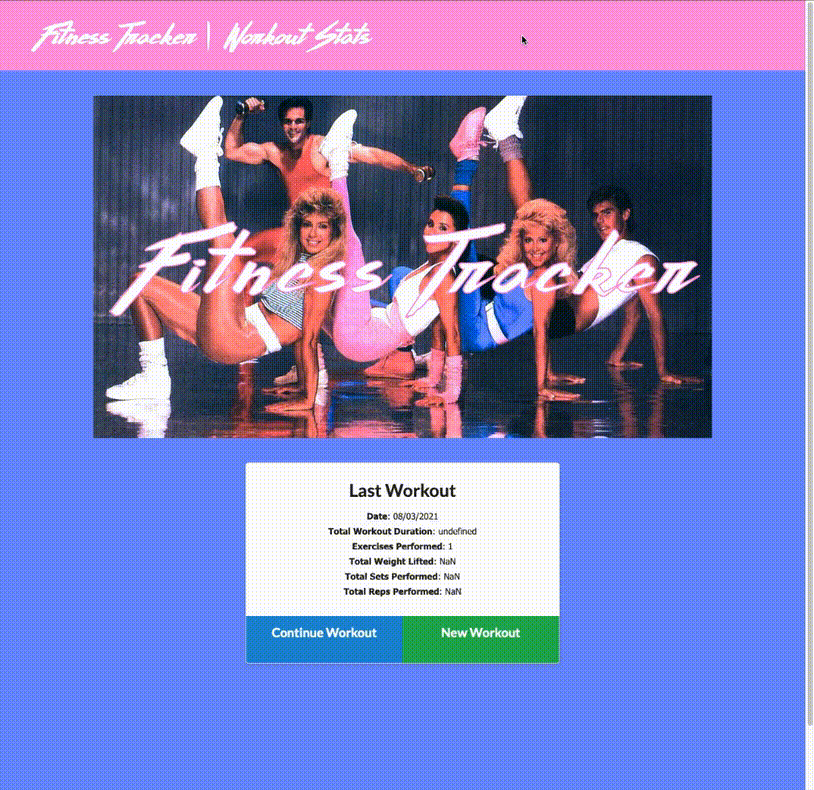 Fitness Tracker | Workout Stats
Fitness Tracker
Last Workout
Date: 08/03/2021
Total Workout Duration: undefined
Exercises Performed: 1
Total Weight Lifted: NaN
Total Sets Performed: NaN
Total Reps Performed: NaN
Continue Workout New Workout